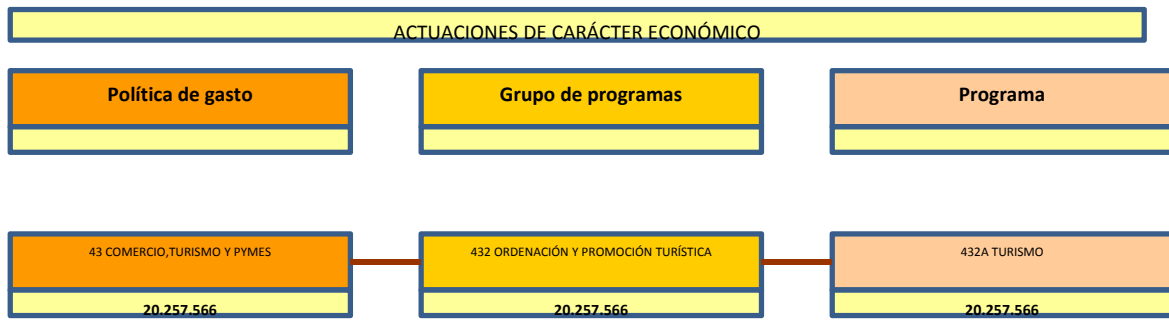 ACTUACIONES DE CARÁCTER ECONÓMICO
Política de gasto
Grupo de programas
Programa
43 COMERCIO,TURISMO Y PYMES
432 ORDENACIÓN Y PROMOCIÓN TURÍSTICA
432A TURISMO
20.257.566
20.257.566
20.257.566